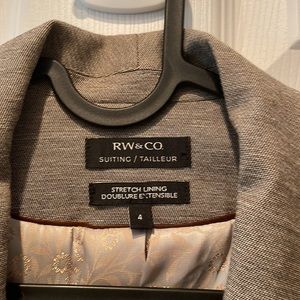 RW&CO.
SUITING / TAILLEUR
STRETCH LINING
DOUBLURE EXTENSIBLE
4